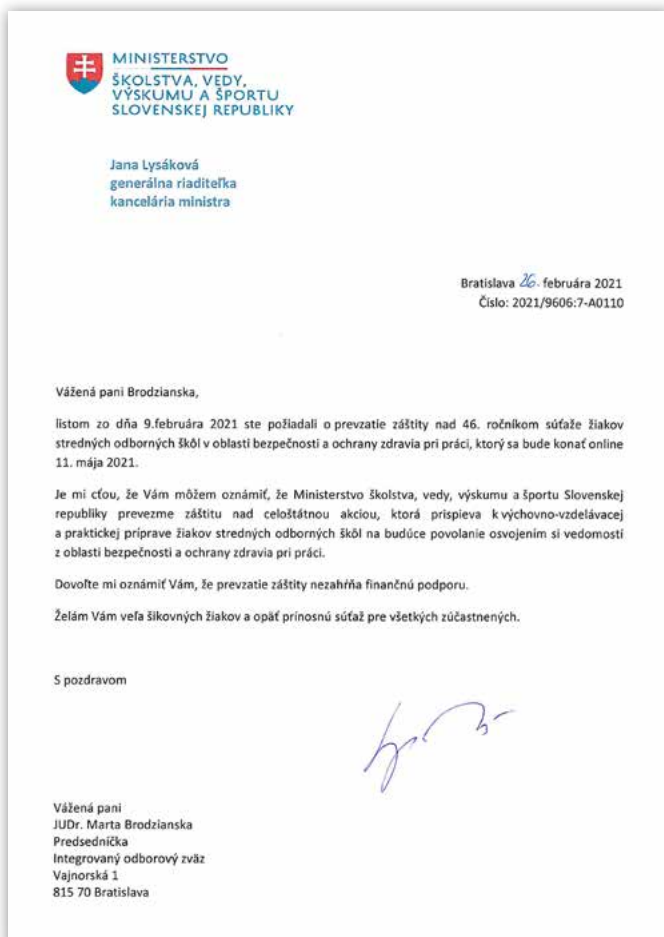 MINISTERSTVO
ŠKOLSTVA, VEDY,
VÝSKUMU A ŠPORTU
SLOVENSKEJ REPUBLIKY
Jana Lysáková
generálna riaditeľka
kancelária ministra
Bratislava 26. februára 2021
Číslo: 2021/9606:7-A0110
Vážená pani Brodzianska,
listom zo dňa 9.februára 2021 ste požiadali o prevzatie záštity nad 46. ročníkom súťaže žiakov
stredných odborných škôl v oblasti bezpečnosti a ochrany zdravia pri práci, ktorý sa bude konať online
11. mája 2021.
Je mi cťou, že Vám môžem oznámiť, že Ministerstvo školstva, vedy, výskumu a športu Slovenskej
republiky prevezme záštitu nad celoštátnou akciou, ktorá prispieva k výchovno-vzdelávacej
a praktickej príprave žiakov stredných odborných škôl na budúce povolanie osvojením si vedomostí
z oblasti bezpečnosti a ochrany zdravia pri práci.
Dovoľte mi oznámiť Vám, že prevzatie záštity nezahŕňa finančnú podporu.
Želám Vám veľa šikovných žiakov a opäť prínosnú súťaž pre všetkých zúčastnených.
S pozdravom
Vážená pani
JUDr. Marta Brodzianska
Predsedníčka
Integrovaný odborový zväz
Vajnorská 1
815 70 Bratislava